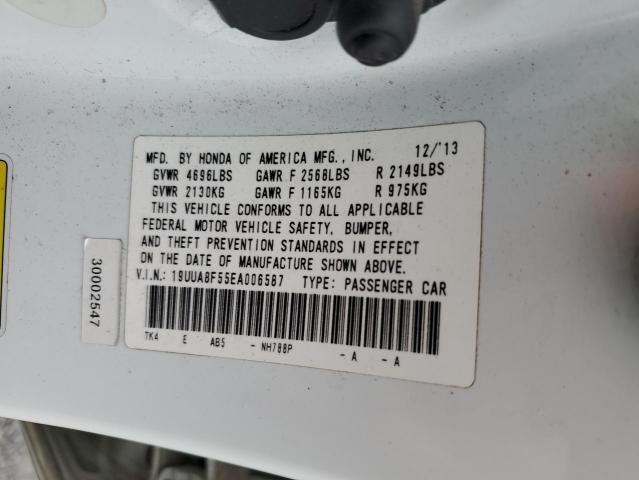 MFD. BY HONDA OF AMERICA MFG., INC. 12/'13
GVWR 4696LBS GAWR F 2568LBS R 2149LBS
GVWR 2130KG GAWR F 1165KG R 975KG
THIS VEHICLE CONFORMS TO ALL APPLICABLE
FEDERAL MOTOR VEHICLE SAFETY, BUMPER,
AND THEFT PREVENTION STANDARDS IN EFFECT
ON THE DATE OF MANUFACTURE SHOWN ABOVE.
V.I.N.: 19UUA8F55EA006587 TYPE: PASSENGER CAR
TK4 E AB5 - NH788P - A - A
30002547